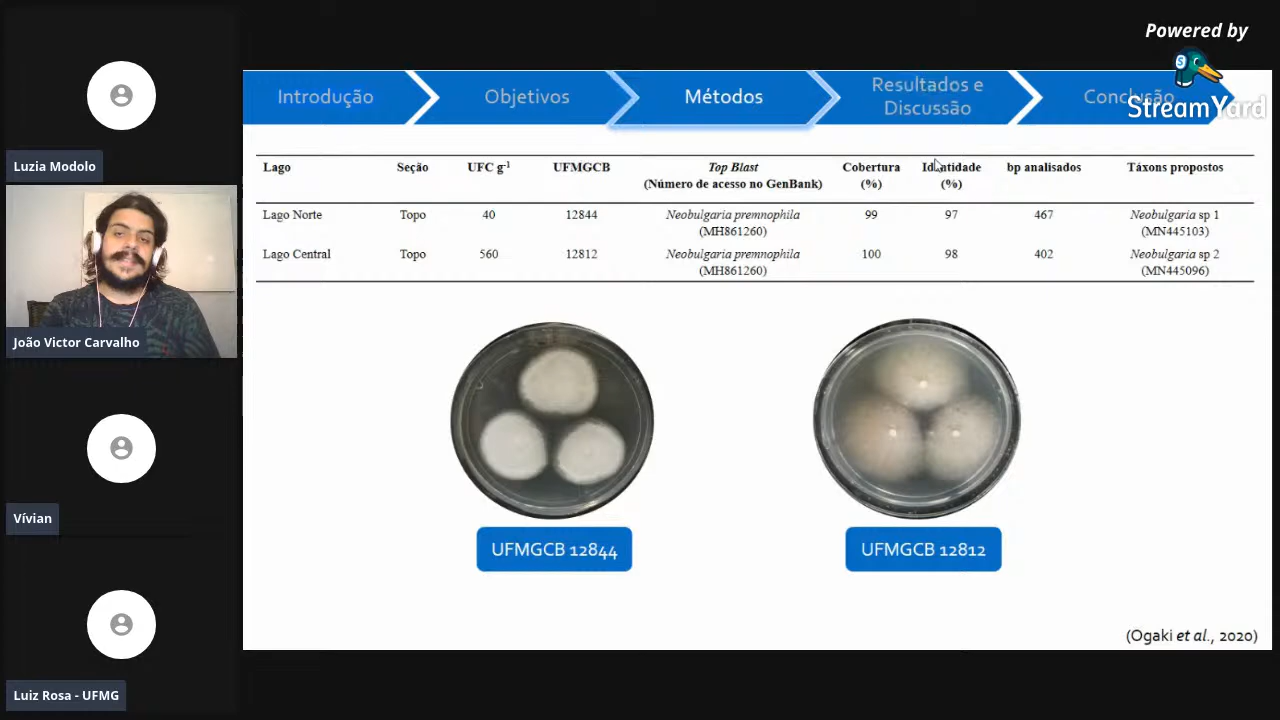 Powered by
StreamYard
Introdução
Objetivos
Métodos
Resultados e
Discussão
Conclusão
Lago Seção UFC g-1 UFMGCB Top Blast Cobertura Identidade bp analisados Táxons propostos
(Número de acesso no GenBank) (%) (%)
Lago Norte Topo 40 12844 Neobulgaria premnophila 99 97 467 Neobulgaria sp 1
(MH861260) (MN445103)
Lago Central Topo 560 12812 Neobulgaria premnophila 100 98 402 Neobulgaria sp 2
(MH861260) (MN445096)
UFMGCB 12844
UFMGCB 12812
(Ogaki et al., 2020)
Luzia Modolo
João Victor Carvalho
Vívian
Luiz Rosa - UFMG